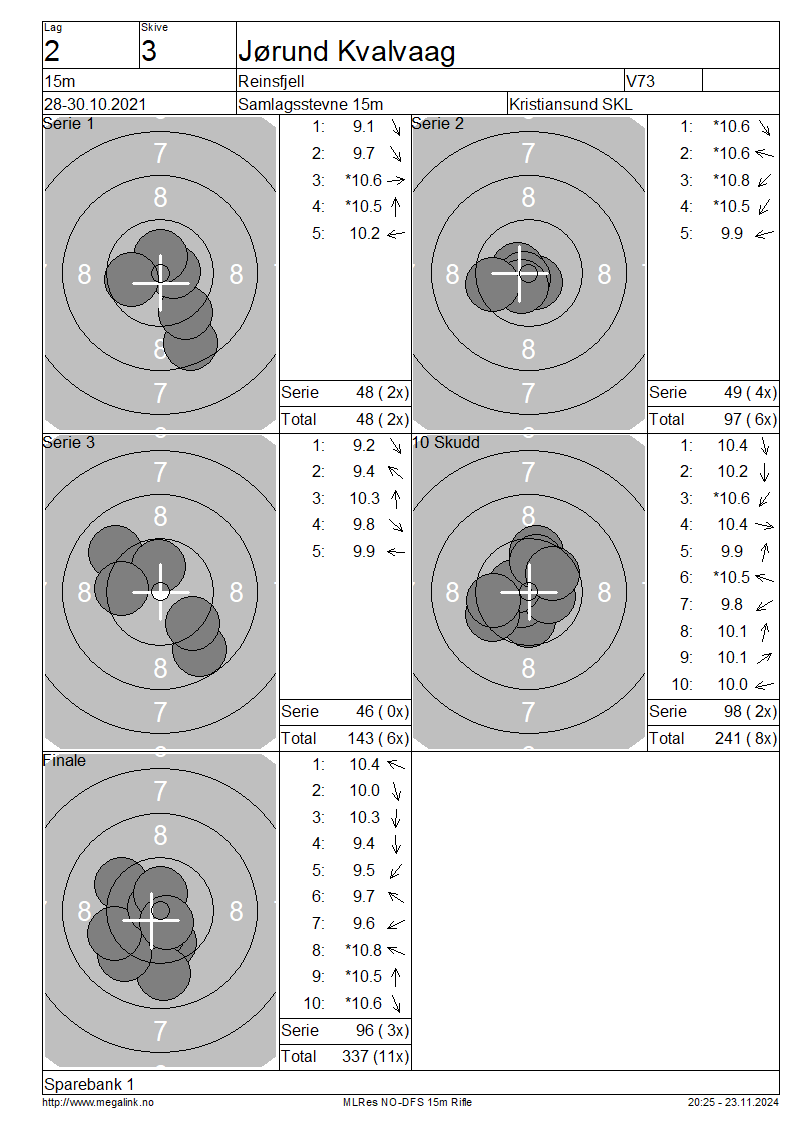 Lag
Skive
2
3
Jørund Kvalvaag
15m
Reinsfjell
V73
28-30.10.2021
Samlagsstevne 15m
Kristiansund SKL
Serie 1
7
8
8
8
8
7
1: 9.1
2: 9.7
3: *10.6
4: *10.5
5: 10.2
Serie 48 ( 2x)
Total 48 ( 2x)
Serie 2
7
8
8
8
8
7
1: *10.6
2: *10.6
3: *10.8
4: *10.5
5: 9.9
Serie 49 ( 4x)
Total 97 ( 6x)
Serie 3
7
8
8
8
8
7
1: 9.2
2: 9.4
3: 10.3
4: 9.8
5: 9.9
Serie 46 ( 0x)
Total 143 ( 6x)
10 Skudd
7
8
8
8
8
7
1: 10.4
2: 10.2
3: *10.6
4: 10.4
5: 9.9
6: *10.5
7: 9.8
8: 10.1
9: 10.1
10: 10.0
Serie 98 ( 2x)
Total 241 ( 8x)
Finale
7
8
8
8
7
1: 10.4
2: 10.0
3: 10.3
4: 9.4
5: 9.5
6: 9.7
7: 9.6
8: *10.8
9: *10.5
10: *10.6
Serie 96 ( 3x)
Total 337 (11x)
Sparebank 1
http://www.megalink.no
MLRes NO-DFS 15m Rifle
20:25 - 23.11.2024